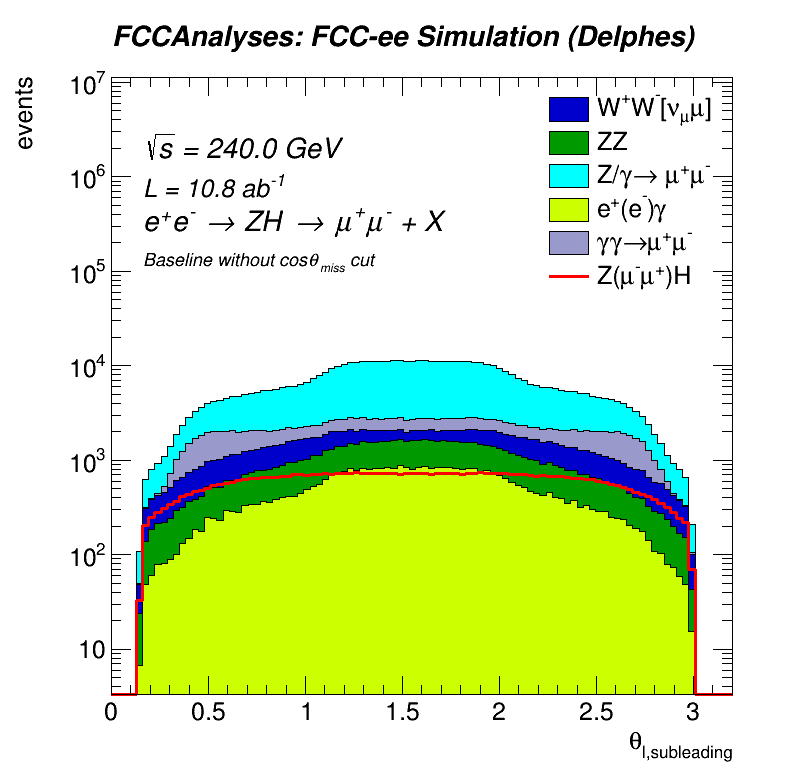 FCCAnalyses: FCC-ee Simulation (Delphes)
events
10⁷
10⁶
10⁵
10⁴
10³
10²
10
√s = 240.0 GeV
L = 10.8 ab⁻¹
e⁺e⁻ → ZH → μ⁺μ⁻ + X
Baseline without cosθ_miss cut
W⁺W⁻[ν_μμ]
ZZ
Z/γ→ μ⁺μ⁻
e⁺(e⁻)γ
γγ→μ⁺μ⁻
Z(μ⁻μ⁺)H
0 0.5 1 1.5 2 2.5 3
θ_l,subleading